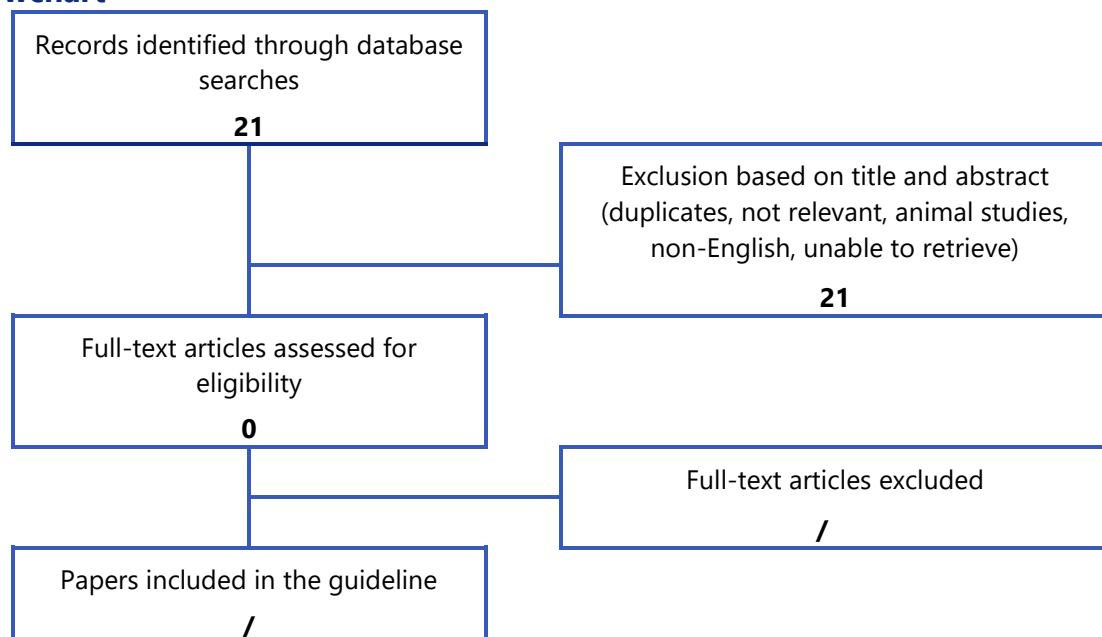 Records identified through database
searches
21
Exclusion based on title and abstract
(duplicates, not relevant, animal studies,
non-English, unable to retrieve)
21
Full-text articles assessed for
eligibility
0
Full-text articles excluded
/
Papers included in the guideline
/